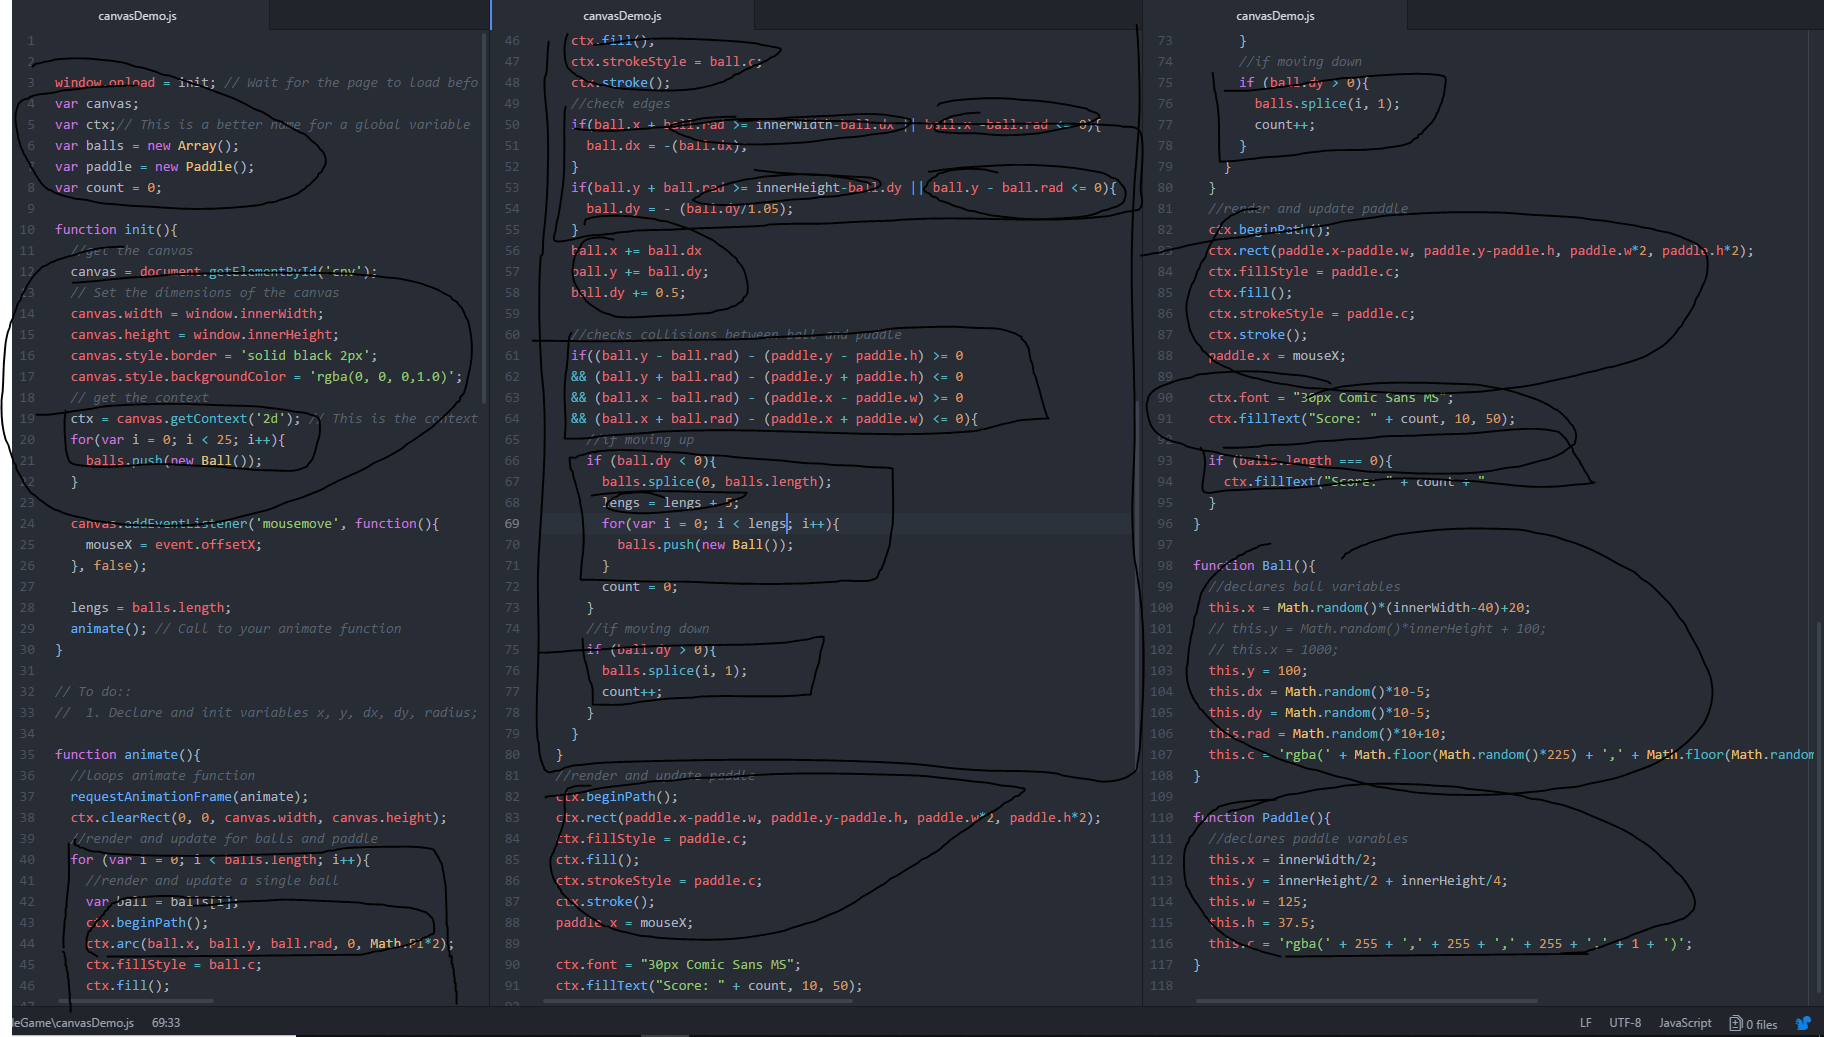 canvasDemo.js
1
2
3 window.onload = init; // Wait for the page to load befo
4 var canvas;
5 var ctx;// This is a better name for a global variable
6 var balls = new Array();
7 var paddle = new Paddle();
8 var count = 0;
9
10 function init(){
11 //get the canvas
12 canvas = document.getElementById('cnv');
13 // Set the dimensions of the canvas
14 canvas.width = window.innerWidth;
15 canvas.height = window.innerHeight;
16 canvas.style.border = 'solid black 2px';
17 canvas.style.backgroundColor = 'rgba(0, 0, 0,1.0)';
18 // get the context
19 ctx = canvas.getContext('2d'); // This is the context
20 for(var i = 0; i < 25; i++){
21 balls.push(new Ball());
22 }
23
24 canvas.addEventListener('mousemove', function(){
25 mouseX = event.offsetX;
26 }, false);
27
28 lengs = balls.length;
29 animate(); // Call to your animate function
30 }
31
32 // To do::
33 //  1. Declare and init variables x, y, dx, dy, radius;
34
35 function animate(){
36 //loops animate function
37 requestAnimationFrame(animate);
38 ctx.clearRect(0, 0, canvas.width, canvas.height);
39 //render and update for balls and paddle
40 for (var i = 0; i < balls.length; i++){
41 //render and update a single ball
42 var ball = balls[i];
43 ctx.beginPath();
44 ctx.arc(ball.x, ball.y, ball.rad, 0, Math.PI*2);
45 ctx.fillStyle = ball.c;
46 ctx.fill();
canvasDemo.js
46 ctx.fill();
47 ctx.strokeStyle = ball.c;
48 ctx.stroke();
49 //check edges
50 if(ball.x + ball.rad >= innerWidth-ball.dx || ball.x -ball.rad <= 0){
51 ball.dx = -(ball.dx);
52 }
53 if(ball.y + ball.rad >= innerHeight-ball.dy || ball.y - ball.rad <= 0){
54 ball.dy = - (ball.dy/1.05);
55 }
56 ball.x += ball.dx
57 ball.y += ball.dy;
58 ball.dy += 0.5;
59
60 //checks collisions between ball and paddle
61 if((ball.y - ball.rad) - (paddle.y - paddle.h) >= 0
62 && (ball.y + ball.rad) - (paddle.y + paddle.h) <= 0
63 && (ball.x - ball.rad) - (paddle.x - paddle.w) >= 0
64 && (ball.x + ball.rad) - (paddle.x + paddle.w) <= 0){
65 //if moving up
66 if (ball.dy < 0){
67 balls.splice(0, balls.length);
68 lengs = lengs + 5;
69 for(var i = 0; i < lengs; i++){
70 balls.push(new Ball());
71 }
72 count = 0;
73 }
74 //if moving down
75 if (ball.dy > 0){
76 balls.splice(i, 1);
77 count++;
78 }
79 }
80 }
81 //render and update paddle
82 ctx.beginPath();
83 ctx.rect(paddle.x-paddle.w, paddle.y-paddle.h, paddle.w*2, paddle.h*2);
84 ctx.fillStyle = paddle.c;
85 ctx.fill();
86 ctx.strokeStyle = paddle.c;
87 ctx.stroke();
88 paddle.x = mouseX;
89
90 ctx.font = "30px Comic Sans MS";
91 ctx.fillText("Score: " + count, 10, 50);
canvasDemo.js
73 }
74 //if moving down
75 if (ball.dy > 0){
76 balls.splice(i, 1);
77 count++;
78 }
79 }
80 }
81 //render and update paddle
82 ctx.beginPath();
83 ctx.rect(paddle.x-paddle.w, paddle.y-paddle.h, paddle.w*2, paddle.h*2);
84 ctx.fillStyle = paddle.c;
85 ctx.fill();
86 ctx.strokeStyle = paddle.c;
87 ctx.stroke();
88 paddle.x = mouseX;
89
90 ctx.font = "30px Comic Sans MS";
91 ctx.fillText("Score: " + count, 10, 50);
92
93 if (balls.length === 0){
94 ctx.fillText("Score: " + count + "
95 }
96 }
97
98 function Ball(){
99 //declares ball variables
100 this.x = Math.random()*(innerWidth-40)+20;
101 // this.y = Math.random()*innerHeight + 100;
102 // this.x = 1000;
103 this.y = 100;
104 this.dx = Math.random()*10-5;
105 this.dy = Math.random()*10-5;
106 this.rad = Math.random()*10+10;
107 this.c = 'rgba(' + Math.floor(Math.random()*225) + ',' + Math.floor(Math.random
108 }
109
110 function Paddle(){
111 //declares paddle varables
112 this.x = innerWidth/2;
113 this.y = innerHeight/2 + innerHeight/4;
114 this.w = 125;
115 this.h = 37.5;
116 this.c = 'rgba(' + 255 + ',' + 255 + ',' + 255 + ',' + 1 + ')';
117 }
118
leGame\canvasDemo.js 69:33 LF UTF-8 JavaScript 0 files